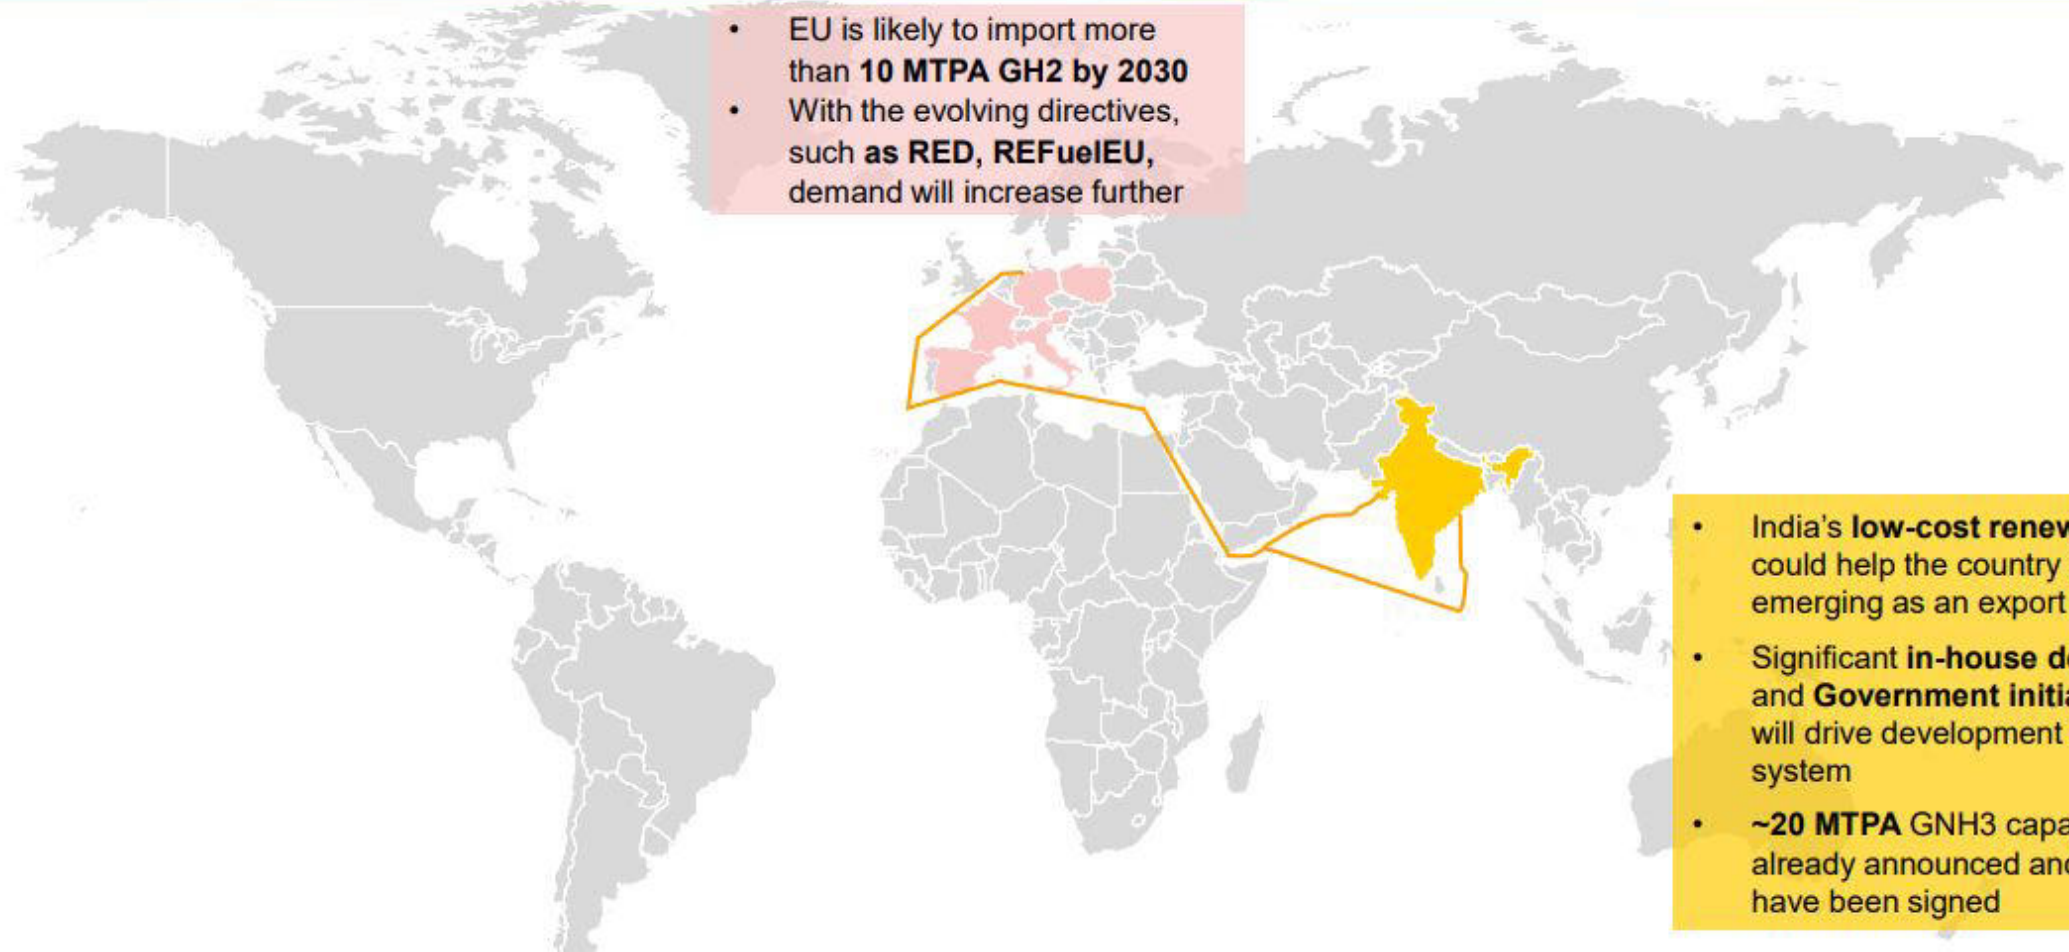 • EU is likely to import more
than 10 MTPA GH2 by 2030
• With the evolving directives,
such as RED, REFuelEU,
demand will increase further
• India's low-cost
could help the country
emerging as an export
• Significant in-house
and Government
will drive development
system
• ~20 MTPA GNH3
already announced
have been signed